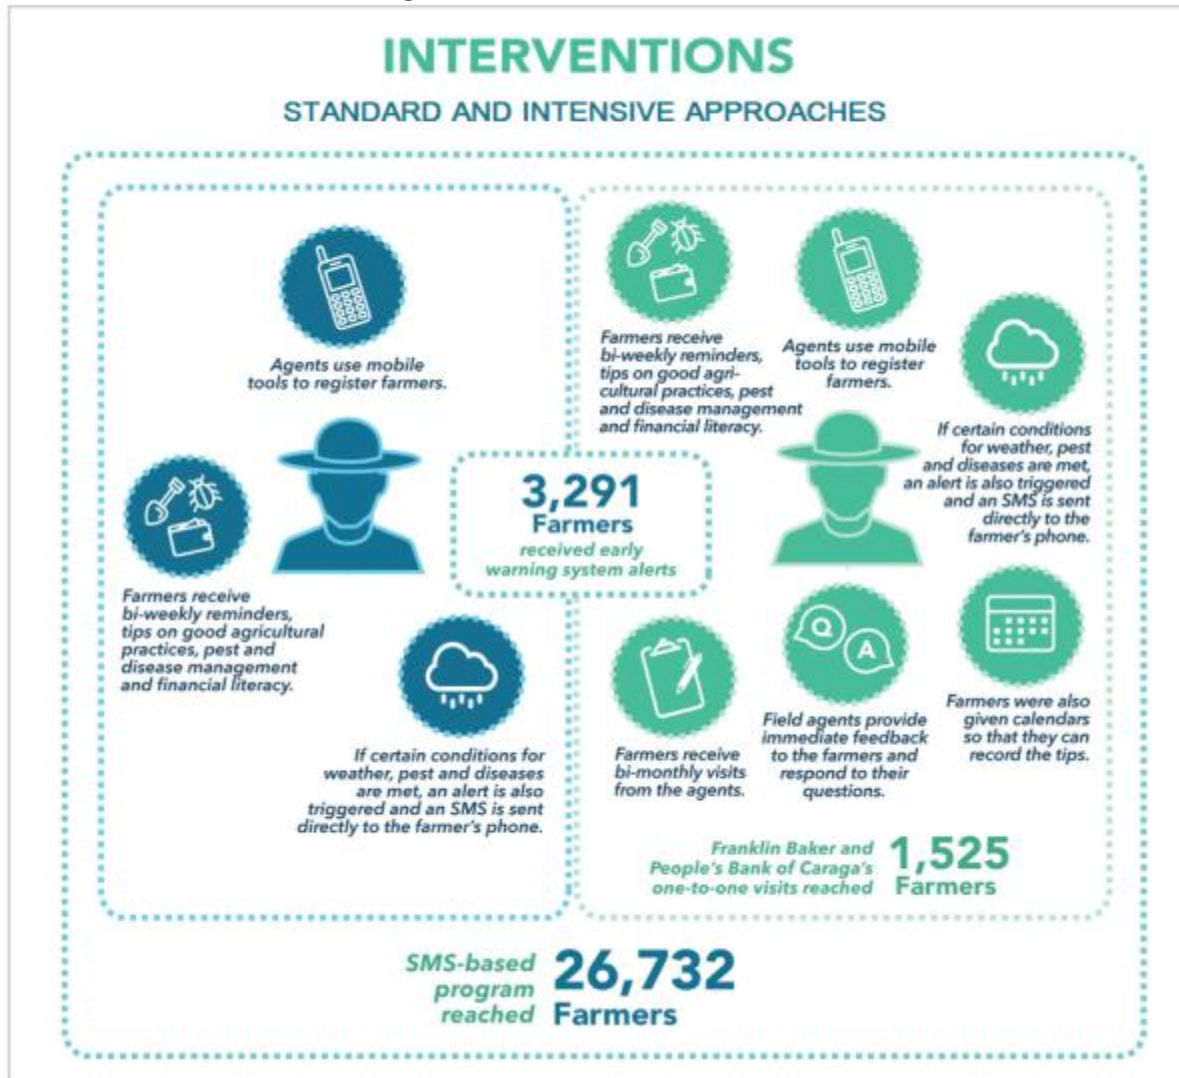 INTERVENTIONS
STANDARD AND INTENSIVE APPROACHES
Agents use mobile
tools to register farmers.
Farmers receive
bi-weekly reminders,
tips on good agricultural
practices, pest and
disease management
and financial literacy.
If certain conditions for
weather, pest and diseases
are met, an alert is also
triggered and an SMS is sent
directly to the farmer's phone.
3,291
Farmers
received early
warning system alerts
Farmers receive
bi-weekly reminders,
tips on good agri-
cultural practices, pest
and disease management
and financial literacy.
Agents use mobile
tools to register
farmers.
If certain conditions
for weather, pest
and diseases are met,
an alert is also triggered
and an SMS is sent
directly to the
farmer's phone.
Farmers receive
bi-monthly visits
from the agents.
Q
A
Field agents provide
immediate feedback
to the farmers and
respond to their
questions.
Farmers were also
given calendars
so that they can
record the tips.
Franklin Baker and
People's Bank of Caraga's
one-to-one visits reached
1,525
Farmers
SMS-based
program
reached
26,732
Farmers